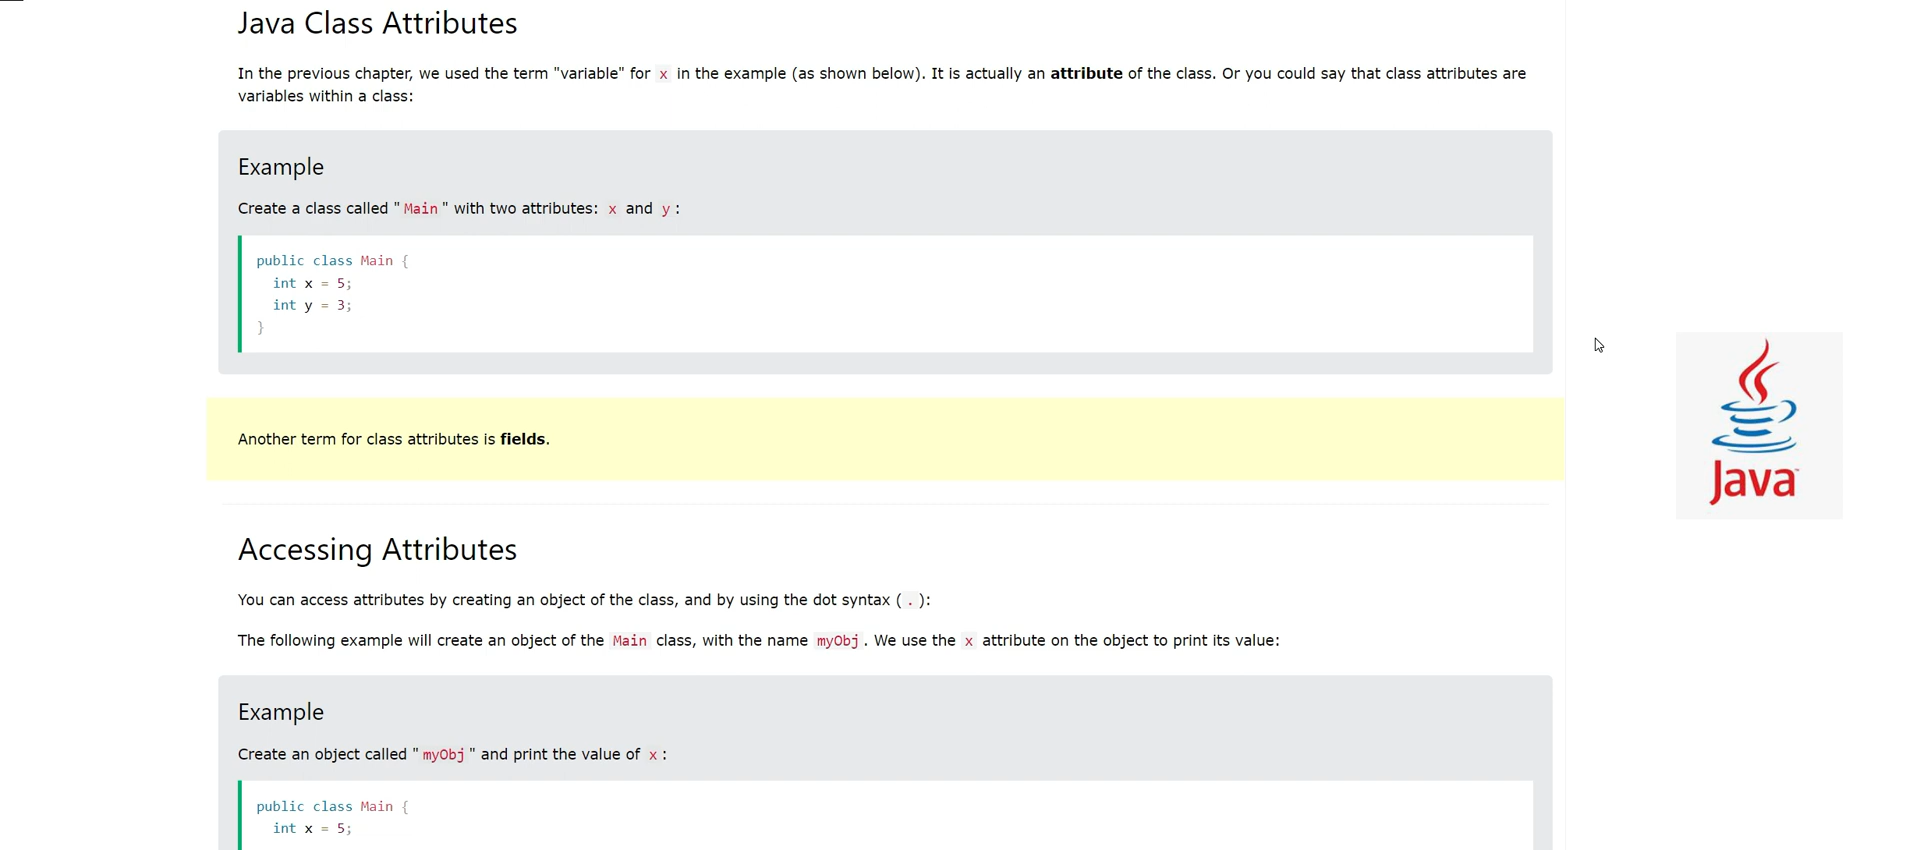 Java Class Attributes
In the previous chapter, we used the term "variable" for x in the example (as shown below). It is actually an attribute of the class. Or you could say that class attributes are
variables within a class:
Example
Create a class called "Main" with two attributes: x and y:
public class Main {
  int x = 5;
  int y = 3;
}
Another term for class attributes is fields.
Java™
Accessing Attributes
You can access attributes by creating an object of the class, and by using the dot syntax (.):
The following example will create an object of the Main class, with the name myObj. We use the x attribute on the object to print its value:
Example
Create an object called "myObj" and print the value of x:
public class Main {
  int x = 5;